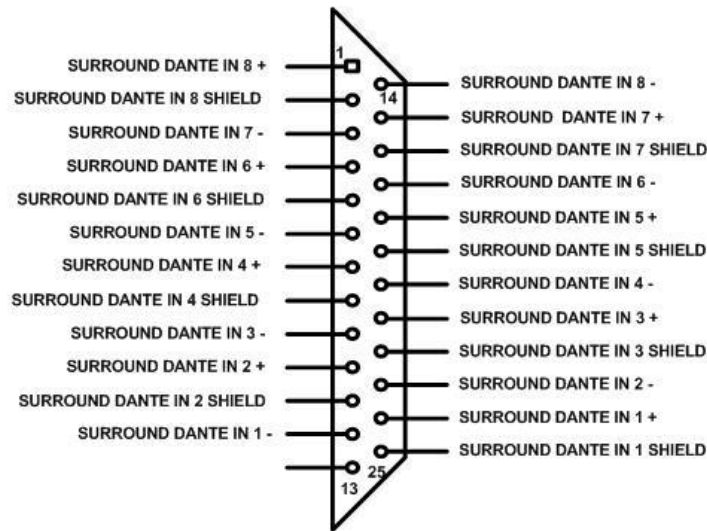 1
SURROUND DANTE IN 8 +
SURROUND DANTE IN 8 SHIELD
SURROUND DANTE IN 7 -
SURROUND DANTE IN 6 +
SURROUND DANTE IN 6 SHIELD
SURROUND DANTE IN 5 -
SURROUND DANTE IN 4 +
SURROUND DANTE IN 4 SHIELD
SURROUND DANTE IN 3 -
SURROUND DANTE IN 2 +
SURROUND DANTE IN 2 SHIELD
SURROUND DANTE IN 1 -
13
14
SURROUND DANTE IN 8 -
SURROUND DANTE IN 7 +
SURROUND DANTE IN 7 SHIELD
SURROUND DANTE IN 6 -
SURROUND DANTE IN 5 +
SURROUND DANTE IN 5 SHIELD
SURROUND DANTE IN 4 -
SURROUND DANTE IN 3 +
SURROUND DANTE IN 3 SHIELD
SURROUND DANTE IN 2 -
SURROUND DANTE IN 1 +
SURROUND DANTE IN 1 SHIELD
25